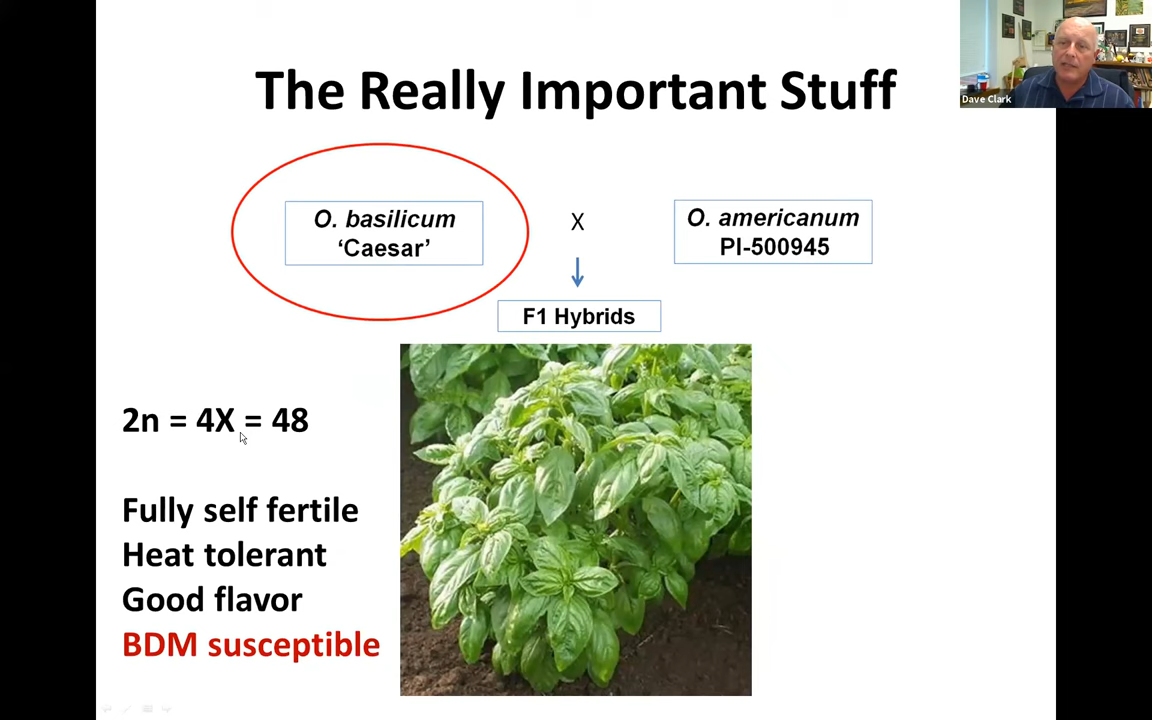 The Really Important Stuff
Dave Clark
O. basilicum
‘Caesar’
X
O. americanum
PI-500945
F1 Hybrids
2n = 4X = 48
Fully self fertile
Heat tolerant
Good flavor
BDM susceptible